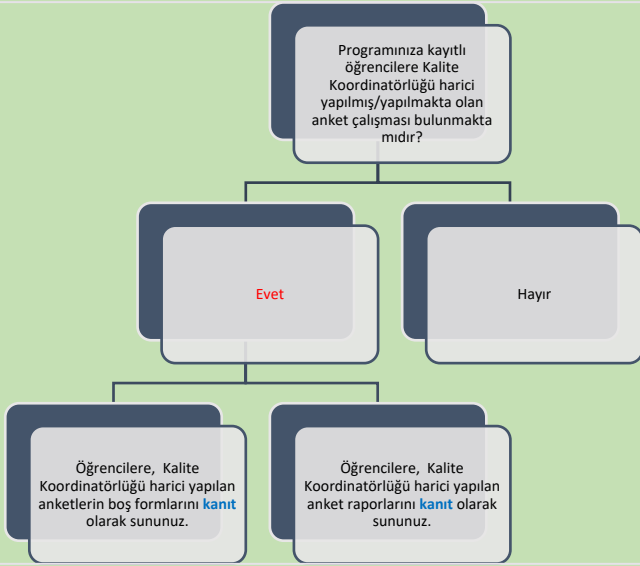 Programınıza kayıtlı
öğrencilere Kalite
Koordinatörlüğü harici
yapılmış/yapılmakta olan
anket çalışması bulunmakta
mıdır?
Evet
Hayır
Öğrencilere, Kalite
Koordinatörlüğü harici yapılan
anketlerin boş formlarını kanıt
olarak sununuz.
Öğrencilere, Kalite
Koordinatörlüğü harici yapılan
anket raporlarını kanıt olarak
sununuz.